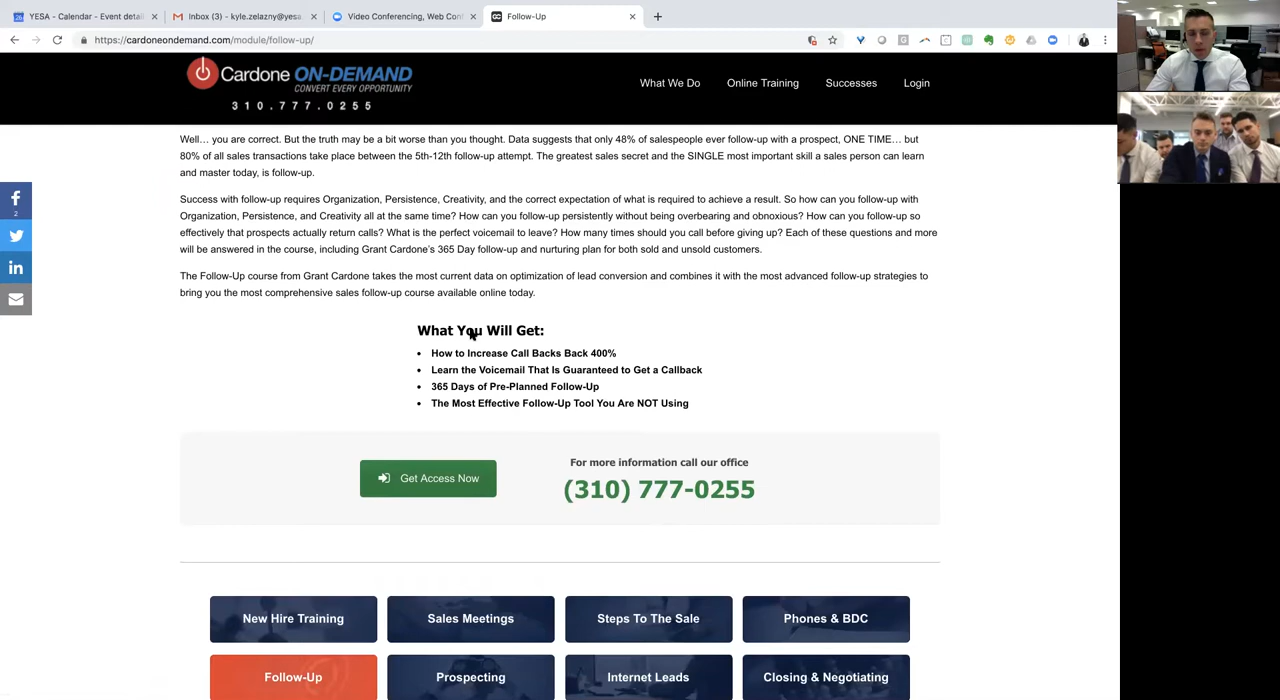 YESA - Calendar - Event detai
Inbox (3) - kyle.zelazny@yesa.
Video Conferencing, Web Conf
Follow-Up
https://cardoneondemand.com/module/follow-up/
Cardone ON-DEMAND
CONVERT EVERY OPPORTUNITY
310.777.0255
What We Do
Online Training
Successes
Login
Well... you are correct. But the truth may be a bit worse than you thought. Data suggests that only 48% of salespeople ever follow-up with a prospect, ONE TIME... but
80% of all sales transactions take place between the 5th-12th follow-up attempt. The greatest sales secret and the SINGLE most important skill a sales person can learn
and master today, is follow-up.
Success with follow-up requires Organization, Persistence, Creativity, and the correct expectation of what is required to achieve a result. So how can you follow-up with
Organization, Persistence, and Creativity all at the same time? How can you follow-up persistently without being overbearing and obnoxious? How can you follow-up so
effectively that prospects actually return calls? What is the perfect voicemail to leave? How many times should you call before giving up? Each of these questions and more
will be answered in the course, including Grant Cardone's 365 Day follow-up and nurturing plan for both sold and unsold customers.
The Follow-Up course from Grant Cardone takes the most current data on optimization of lead conversion and combines it with the most advanced follow-up strategies to
bring you the most comprehensive sales follow-up course available online today.
What You Will Get:
• How to Increase Call Backs Back 400%
• Learn the Voicemail That Is Guaranteed to Get a Callback
• 365 Days of Pre-Planned Follow-Up
• The Most Effective Follow-Up Tool You Are NOT Using
Get Access Now
For more information call our office
(310) 777-0255
New Hire Training
Sales Meetings
Steps To The Sale
Phones & BDC
Follow-Up
Prospecting
Internet Leads
Closing & Negotiating
2